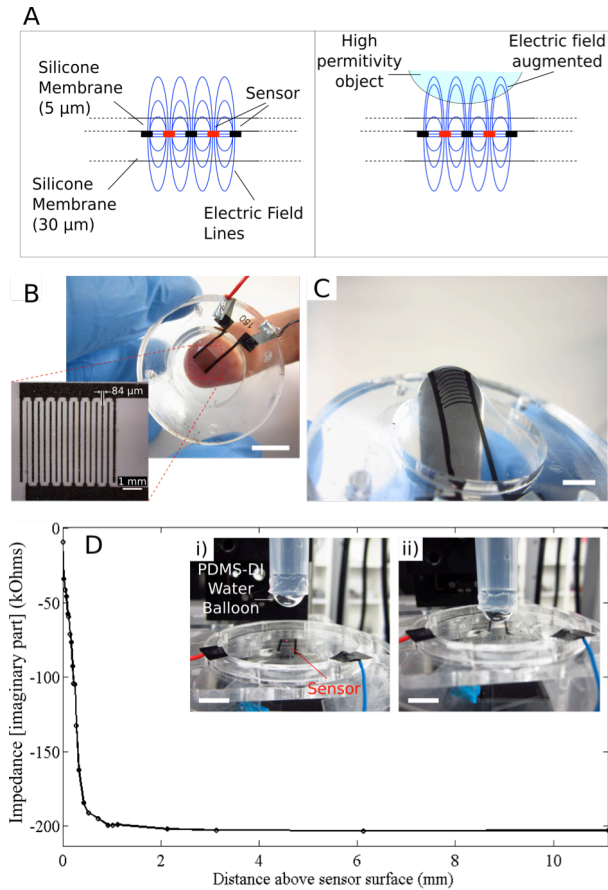 A
Silicone
Membrane
(5 µm)
Sensor
Silicone
Membrane
(30 µm)
Electric Field
Lines
High
permitivity
object
Electric field
augmented
B
180
84 µm
1 mm
C
D
i)
PDMS-DI
Water
Balloon
Sensor
ii)
Impedance [imaginary part] (kOhms)
0
-50
-100
-150
-200
0
2
4
6
8
10
Distance above sensor surface (mm)